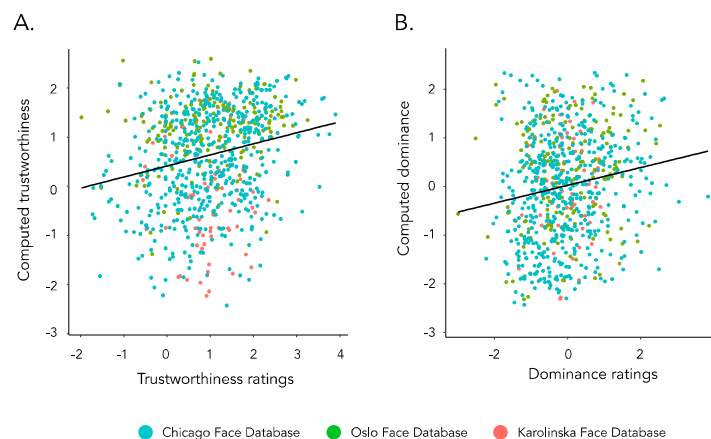 A.
B.
Computed trustworthiness
2
1
0
-1
-2
-3
-2
-1
0
1
2
3
4
Trustworthiness ratings
Computed dominance
2
1
0
-1
-2
-3
-2
0
2
Dominance ratings
Chicago Face Database
Oslo Face Database
Karolinska Face Database